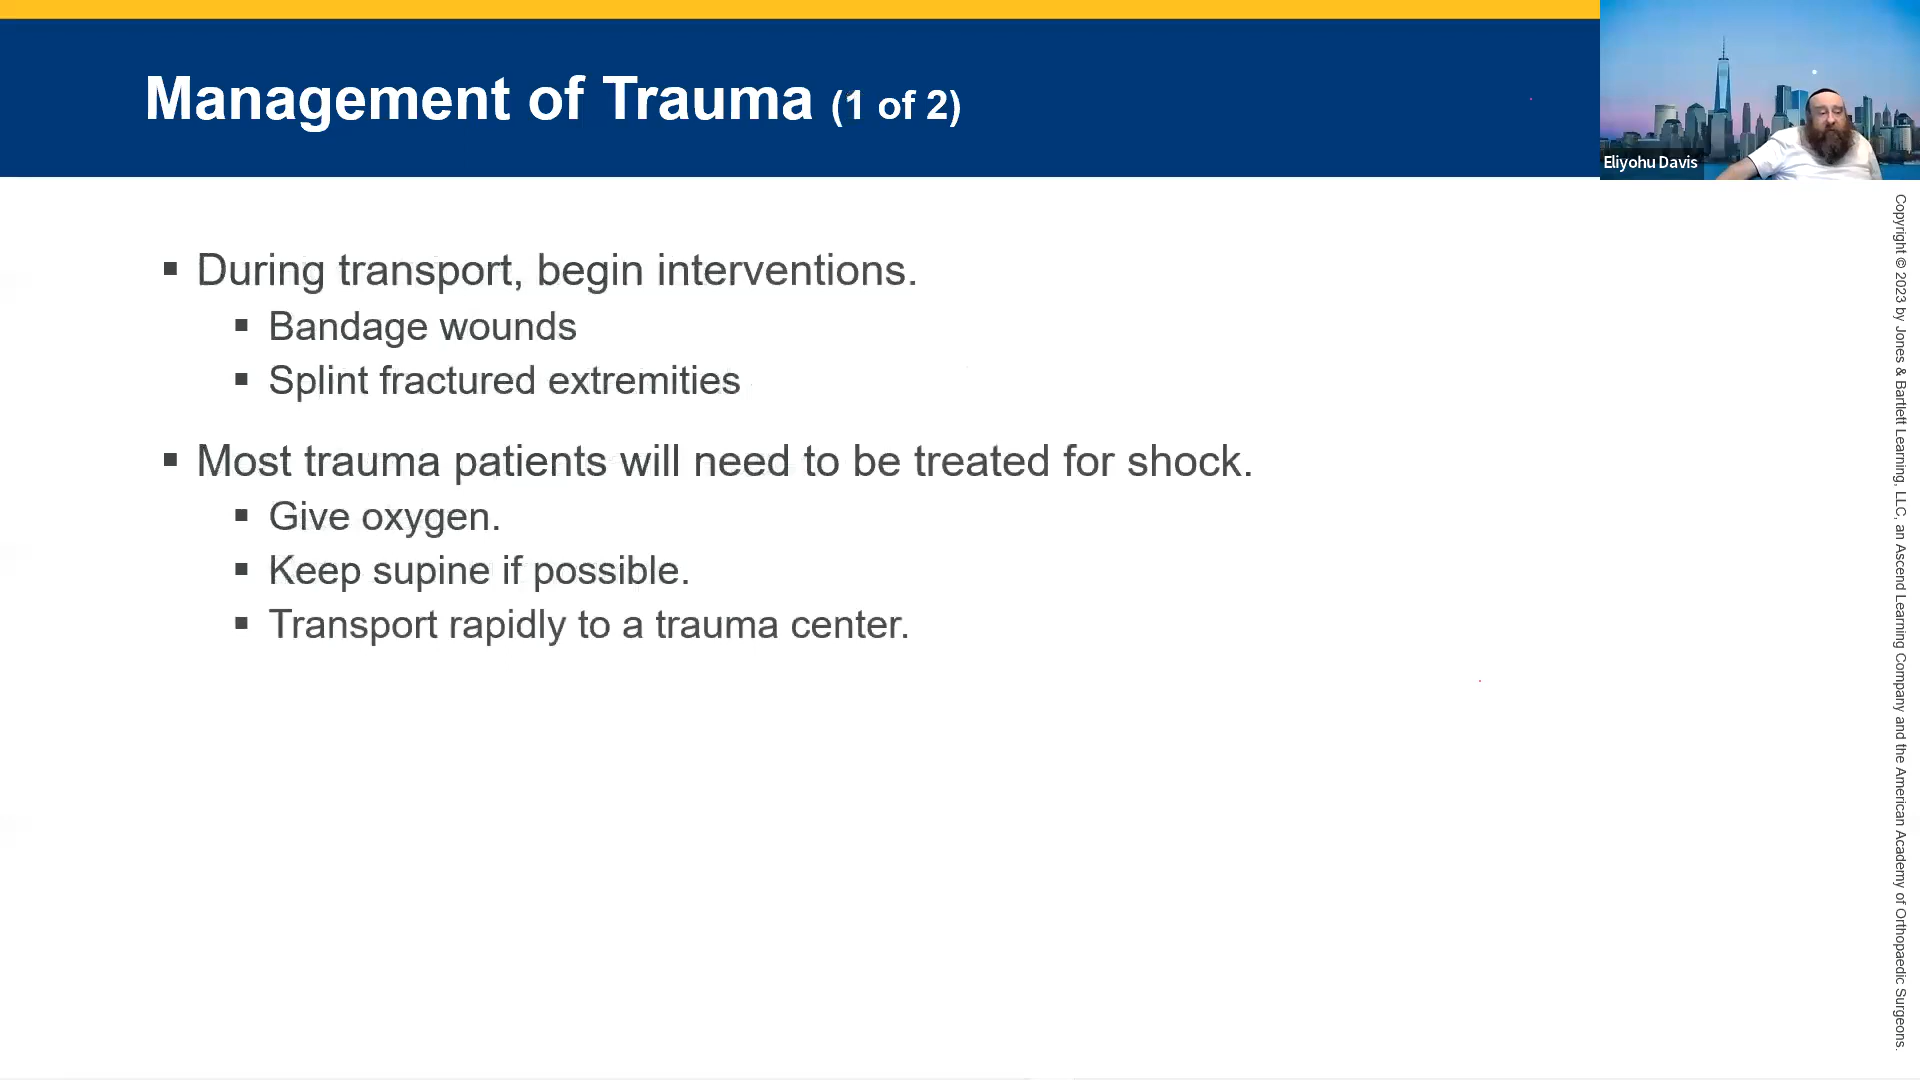 Management of Trauma (1 of 2)
Eliyohu Davis
▪ During transport, begin interventions.
▪ Bandage wounds
▪ Splint fractured extremities
▪ Most trauma patients will need to be treated for shock.
▪ Give oxygen.
▪ Keep supine if possible.
▪ Transport rapidly to a trauma center.
Copyright © 2023 by Jones & Bartlett Learning, LLC, an Ascend Learning Company and the American Academy of Orthopaedic Surgeons.